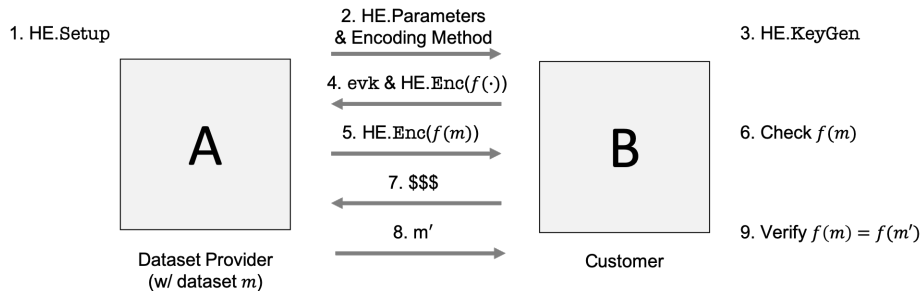 1. HE.Setup
2. HE.Parameters
& Encoding Method
3. HE.KeyGen
4. evk & HE.Enc(f(·))
A
5. HE.Enc(f(m))
B
6. Check f(m)
7. $$$
8. m′
9. Verify f(m) = f(m′)
Dataset Provider
(w/ dataset m)
Customer